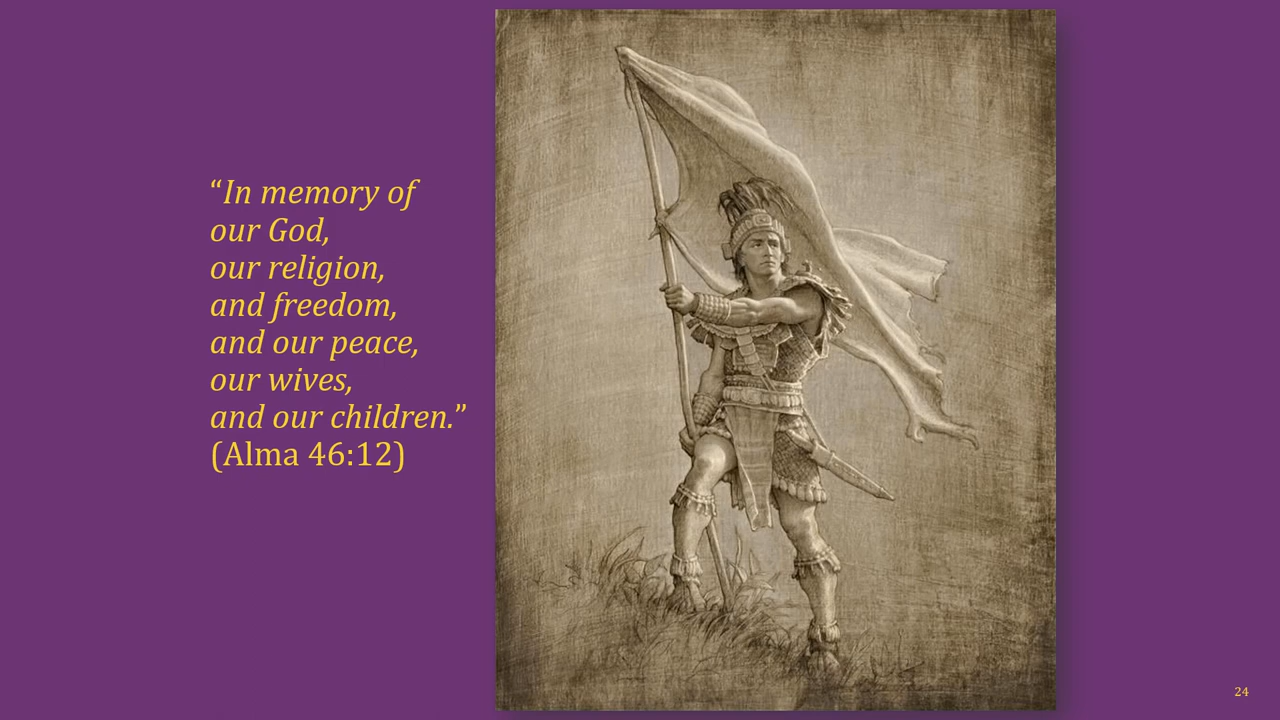 “In memory of
our God,
our religion,
and freedom,
and our peace,
our wives,
and our children.”
(Alma 46:12)
24